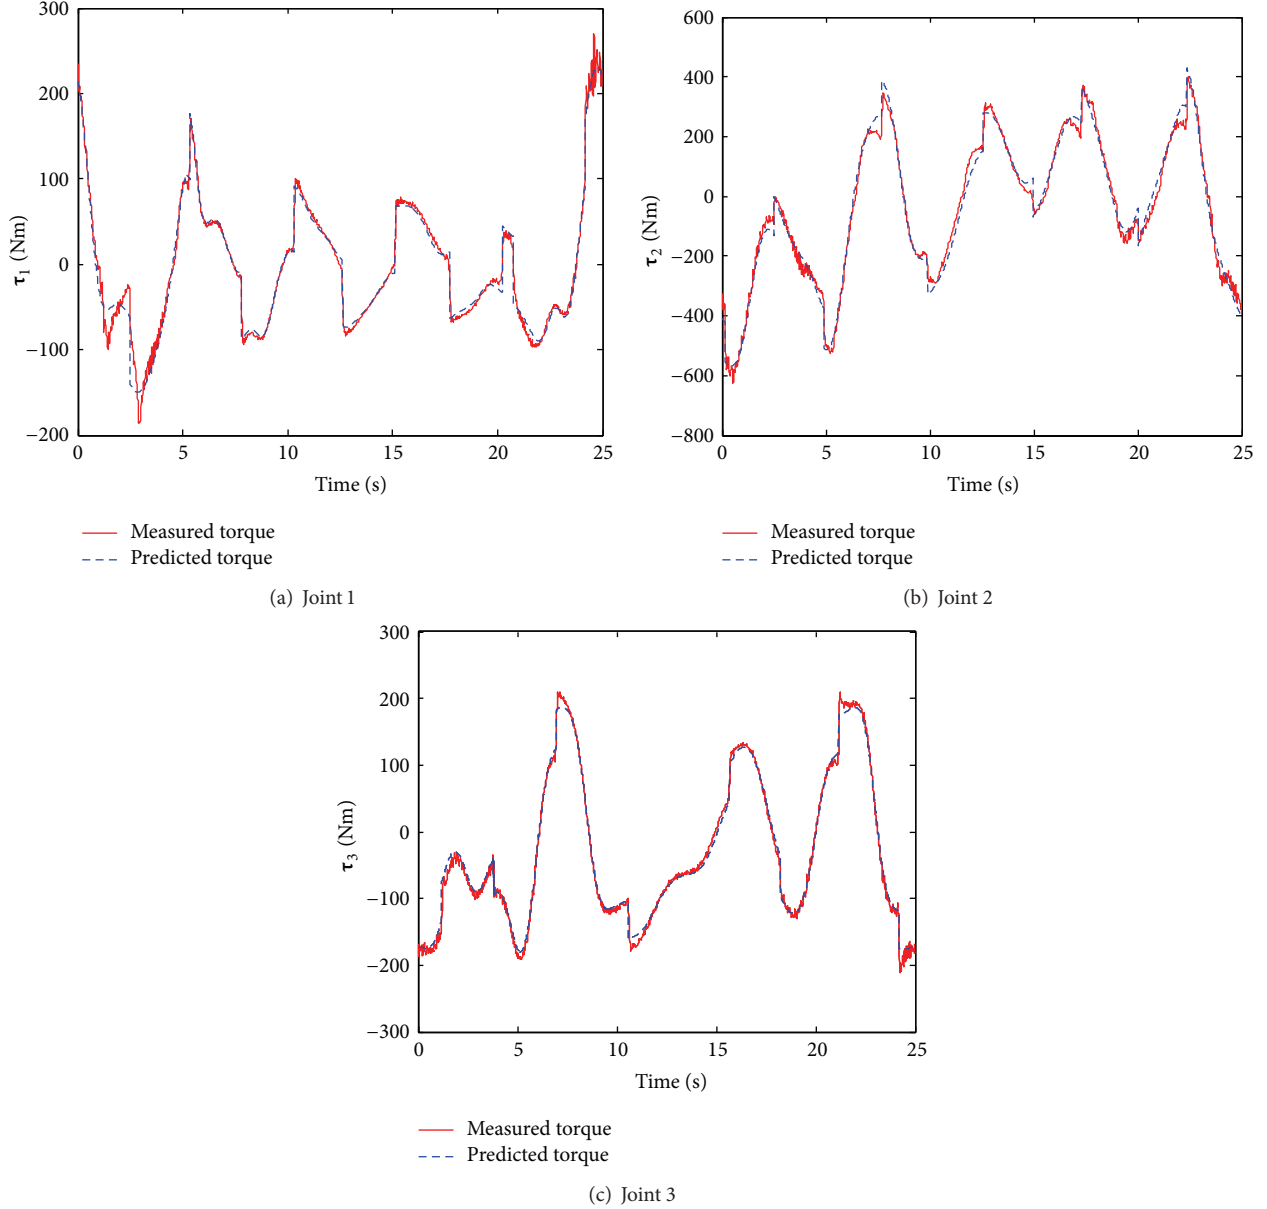 300
200
100
0
−100
−200
τ1 (Nm)
0 5 10 15 20 25
Time (s)
Measured torque
Predicted torque
(a) Joint 1
600
400
200
0
−200
−400
−600
−800
τ2 (Nm)
0 5 10 15 20 25
Time (s)
Measured torque
Predicted torque
(b) Joint 2
300
200
100
0
−100
−200
−300
τ3 (Nm)
0 5 10 15 20 25
Time (s)
Measured torque
Predicted torque
(c) Joint 3